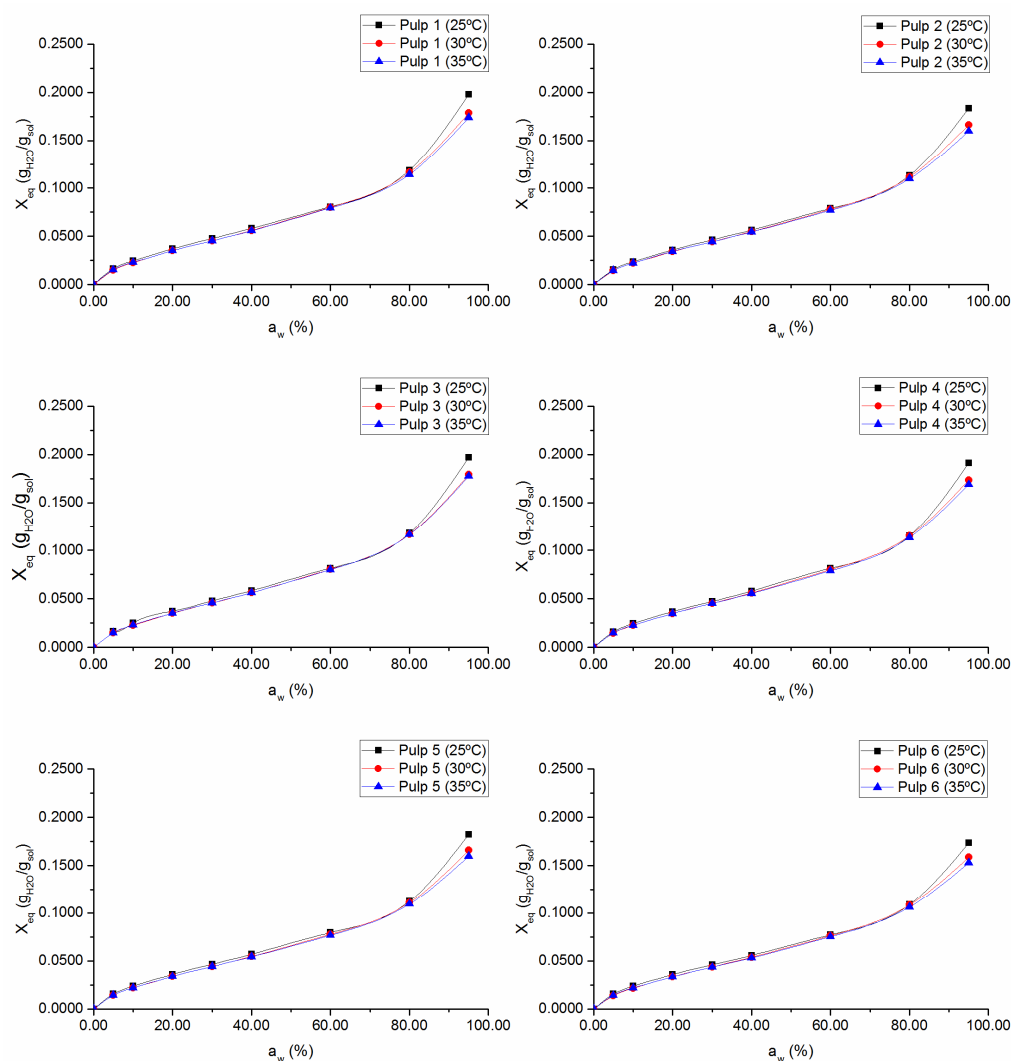 Pulp 1 (25ºC)
Pulp 1 (30ºC)
Pulp 1 (35ºC)
0.2500
0.2000
0.1500
0.1000
0.0500
0.0000
X_eq (g_H2O/g_sol)
0.00 20.00 40.00 60.00 80.00 100.00
a_w (%)
Pulp 2 (25ºC)
Pulp 2 (30ºC)
Pulp 2 (35ºC)
0.2500
0.2000
0.1500
0.1000
0.0500
0.0000
X_eq (g_H2O/g_sol)
0.00 20.00 40.00 60.00 80.00 100.00
a_w (%)
Pulp 3 (25ºC)
Pulp 3 (30ºC)
Pulp 3 (35ºC)
0.2500
0.2000
0.1500
0.1000
0.0500
0.0000
X_eq (g_H2O/g_sol)
0.00 20.00 40.00 60.00 80.00 100.00
a_w (%)
Pulp 4 (25ºC)
Pulp 4 (30ºC)
Pulp 4 (35ºC)
0.2500
0.2000
0.1500
0.1000
0.0500
0.0000
X_eq (g_H2O/g_sol)
0.00 20.00 40.00 60.00 80.00 100.00
a_w (%)
Pulp 5 (25ºC)
Pulp 5 (30ºC)
Pulp 5 (35ºC)
0.2500
0.2000
0.1500
0.1000
0.0500
0.0000
X_eq (g_H2O/g_sol)
0.00 20.00 40.00 60.00 80.00 100.00
a_w (%)
Pulp 6 (25ºC)
Pulp 6 (30ºC)
Pulp 6 (35ºC)
0.2500
0.2000
0.1500
0.1000
0.0500
0.0000
X_eq (g_H2O/g_sol)
0.00 20.00 40.00 60.00 80.00 100.00
a_w (%)